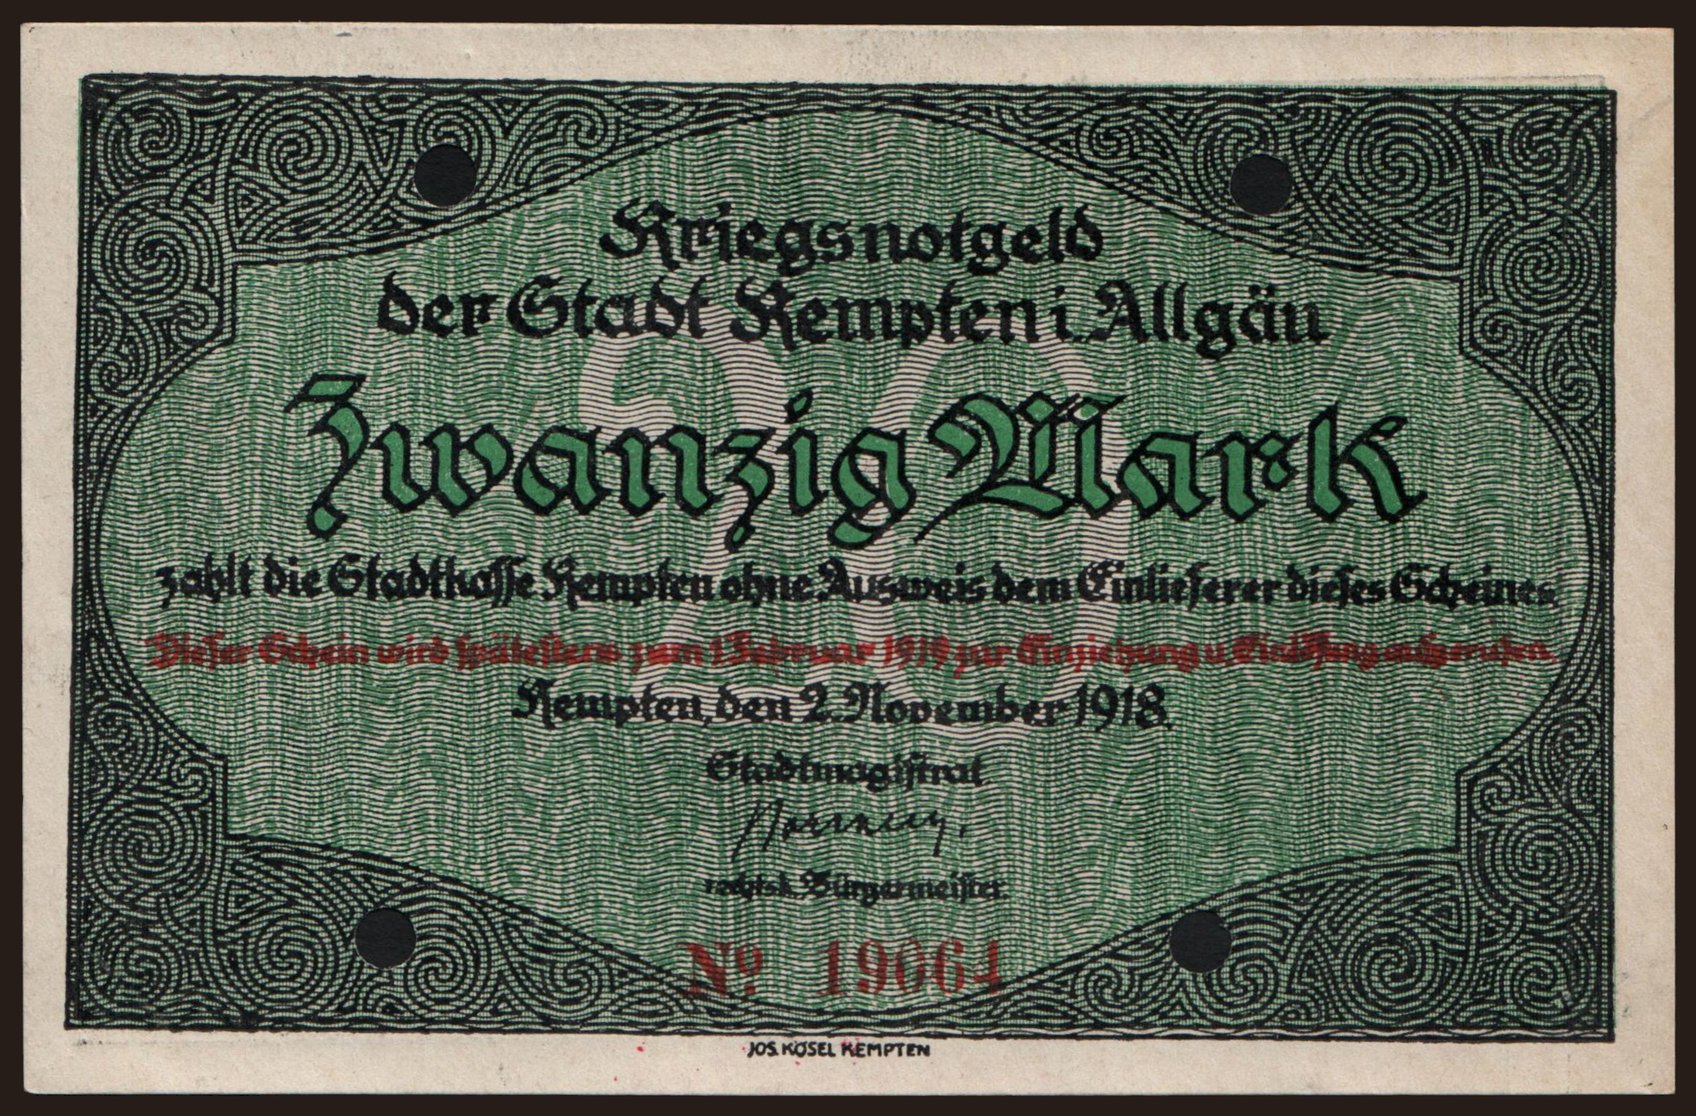 Kriegsnotgeld
der Stadt Kempten i. Allgäu
20
Zwanzig Mark
zahlt die Stadtkasse Kempten ohne Ausweis dem Einlieferer dieses Scheines.
Dieser Schein wird spätestens zum 1. Februar 1919 zur Einziehung u. Einlösung aufgerufen.
Kempten, den 2. November 1918.
Stadtmagistrat
rechtsk. Bürgermeister.
Nº 19064
JOS. KÖSEL KEMPTEN